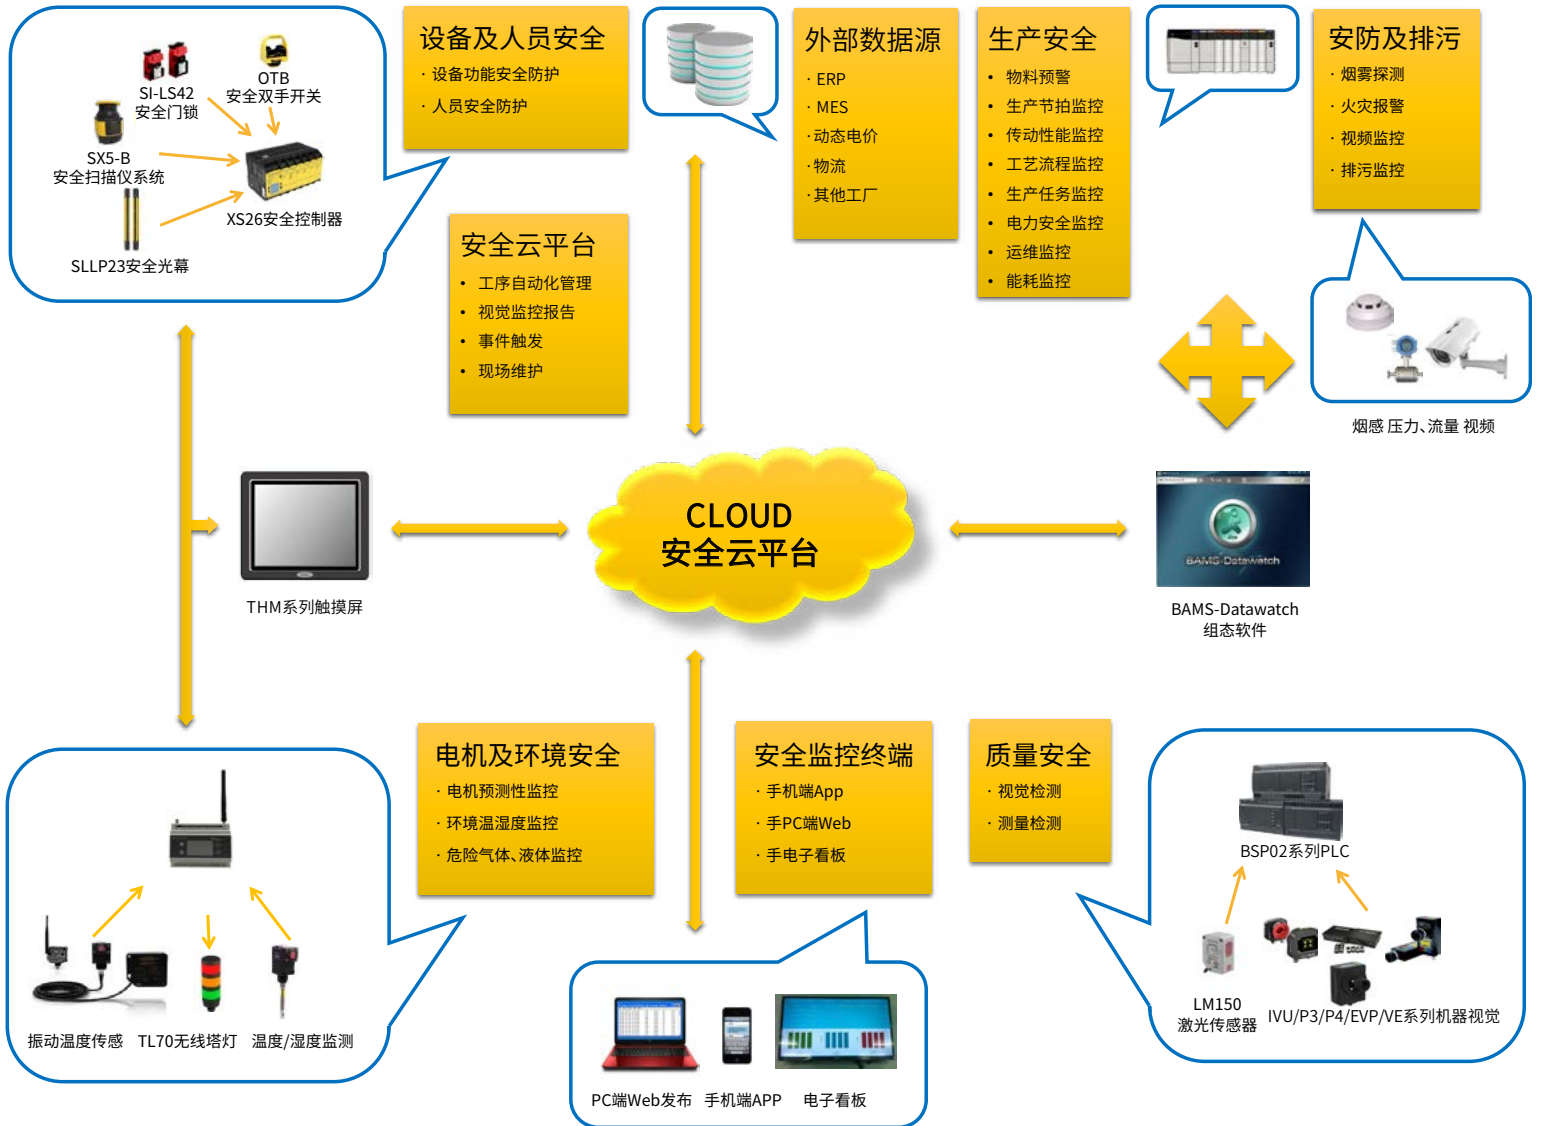 SI-LS42
安全门锁
OTB
安全双手开关
SX5-B
安全扫描仪系统
XS26安全控制器
SLLP23安全光幕
设备及人员安全
· 设备功能安全防护
· 人员安全防护
安全云平台
• 工序自动化管理
• 视觉监控报告
• 事件触发
• 现场维护
外部数据源
· ERP
· MES
·动态电价
·物流
·其他工厂
生产安全
• 物料预警
• 生产节拍监控
• 传动性能监控
• 工艺流程监控
• 生产任务监控
• 电力安全监控
• 运维监控
• 能耗监控
安防及排污
· 烟雾探测
· 火灾报警
· 视频监控
· 排污监控
烟感 压力、流量 视频
THM系列触摸屏
CLOUD
安全云平台
BAMS-Datawatch
BAMS-Datawatch
组态软件
电机及环境安全
· 电机预测性监控
· 环境温湿度监控
· 危险气体、液体监控
安全监控终端
· 手机端App
· 手PC端Web
· 手电子看板
质量安全
· 视觉检测
· 测量检测
振动温度传感
TL70无线塔灯
温度/湿度监测
PC端Web发布
手机端APP
电子看板
BSP02系列PLC
LM150
激光传感器
IVU/P3/P4/EVP/VE系列机器视觉